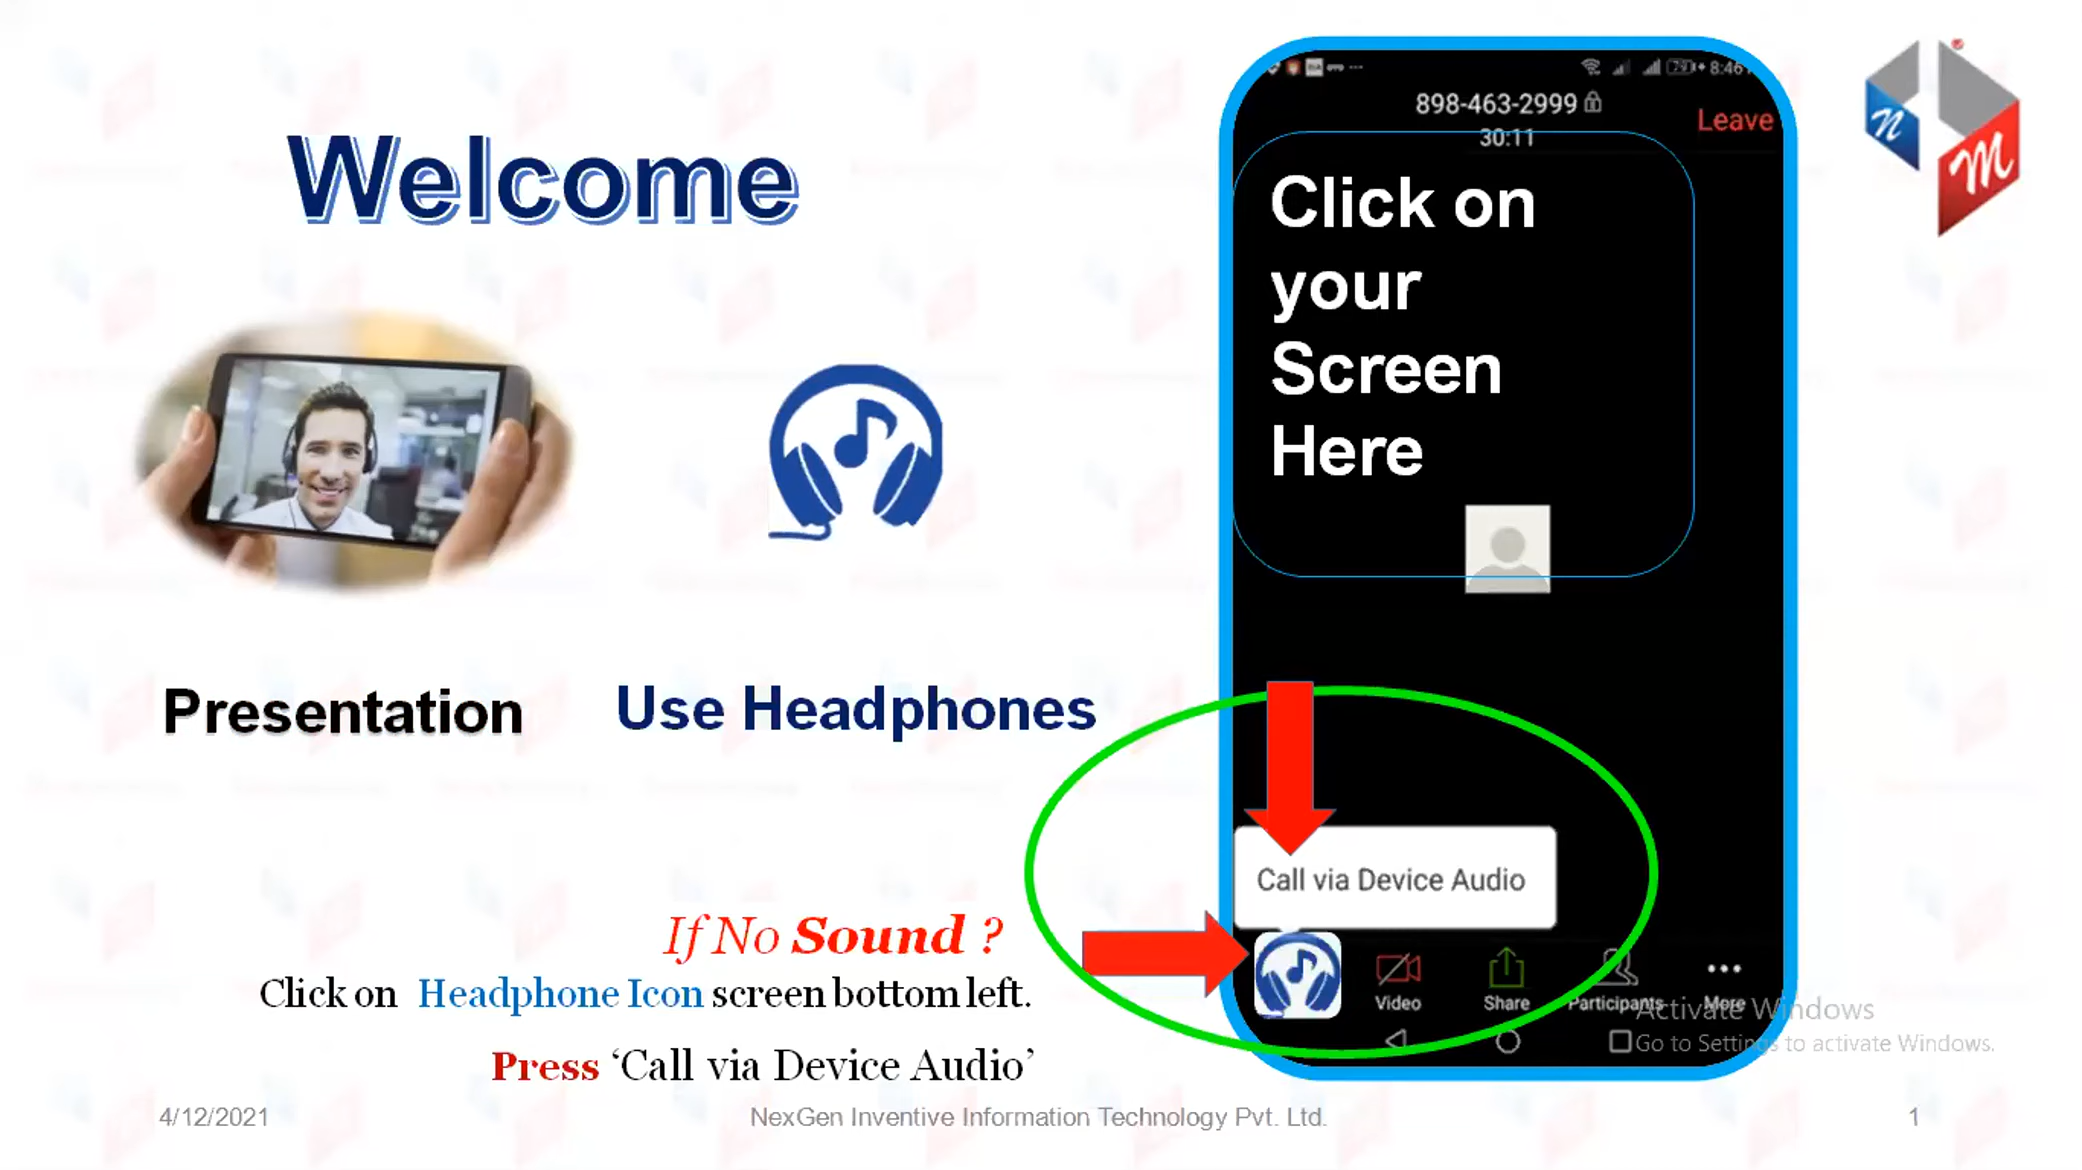 Welcome
Presentation
Use Headphones
If No Sound ?
Click on Headphone Icon screen bottom left.
Press ‘Call via Device Audio’
8:46
898-463-2999
Leave
30:11
Click on
your
Screen
Here
Call via Device Audio
Video
Share
Participants
More
n
M
Activate Windows
Go to Settings to activate Windows.
4/12/2021
NexGen Inventive Information Technology Pvt. Ltd.
1